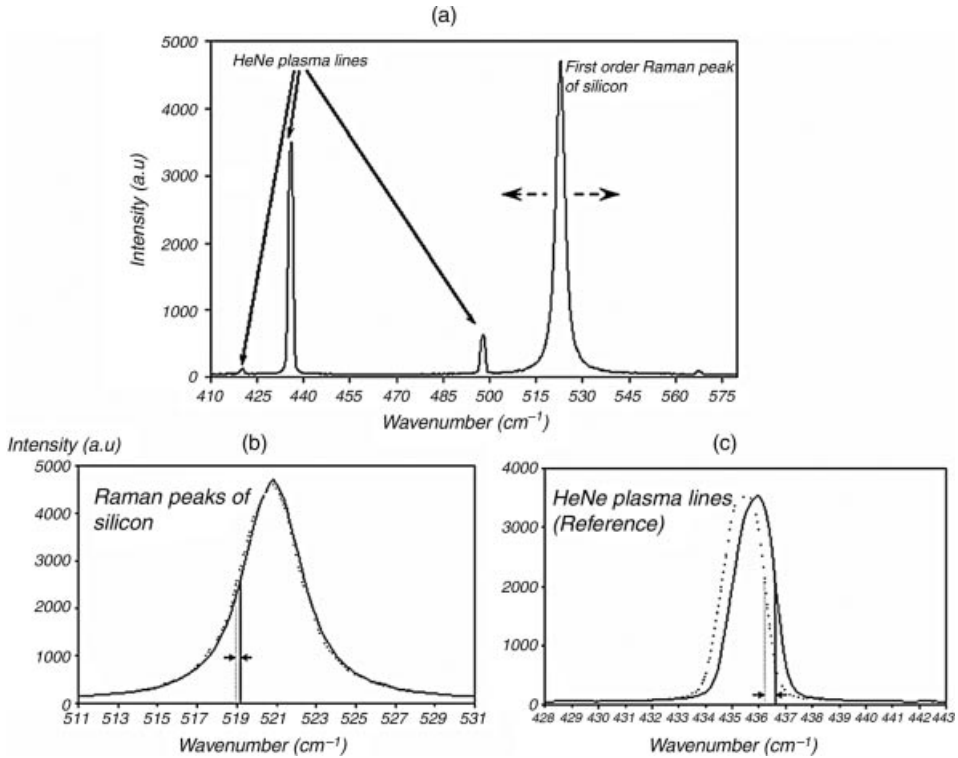 (a)
5000
4000
3000
2000
1000
0
Intensity (a.u)
HeNe plasma lines
First order Raman peak
of silicon
410 425 440 455 470 485 500 515 530 545 560 575
Wavenumber (cm⁻¹)
Intensity (a.u)
(b)
5000
4000
3000
2000
1000
0
Raman peaks of
silicon
511 513 515 517 519 521 523 525 527 529 531
Wavenumber (cm⁻¹)
(c)
4000
3000
2000
1000
0
HeNe plasma lines
(Reference)
428 429 430 431 432 433 434 435 436 437 438 439 440 441 442 443
Wavenumber (cm⁻¹)